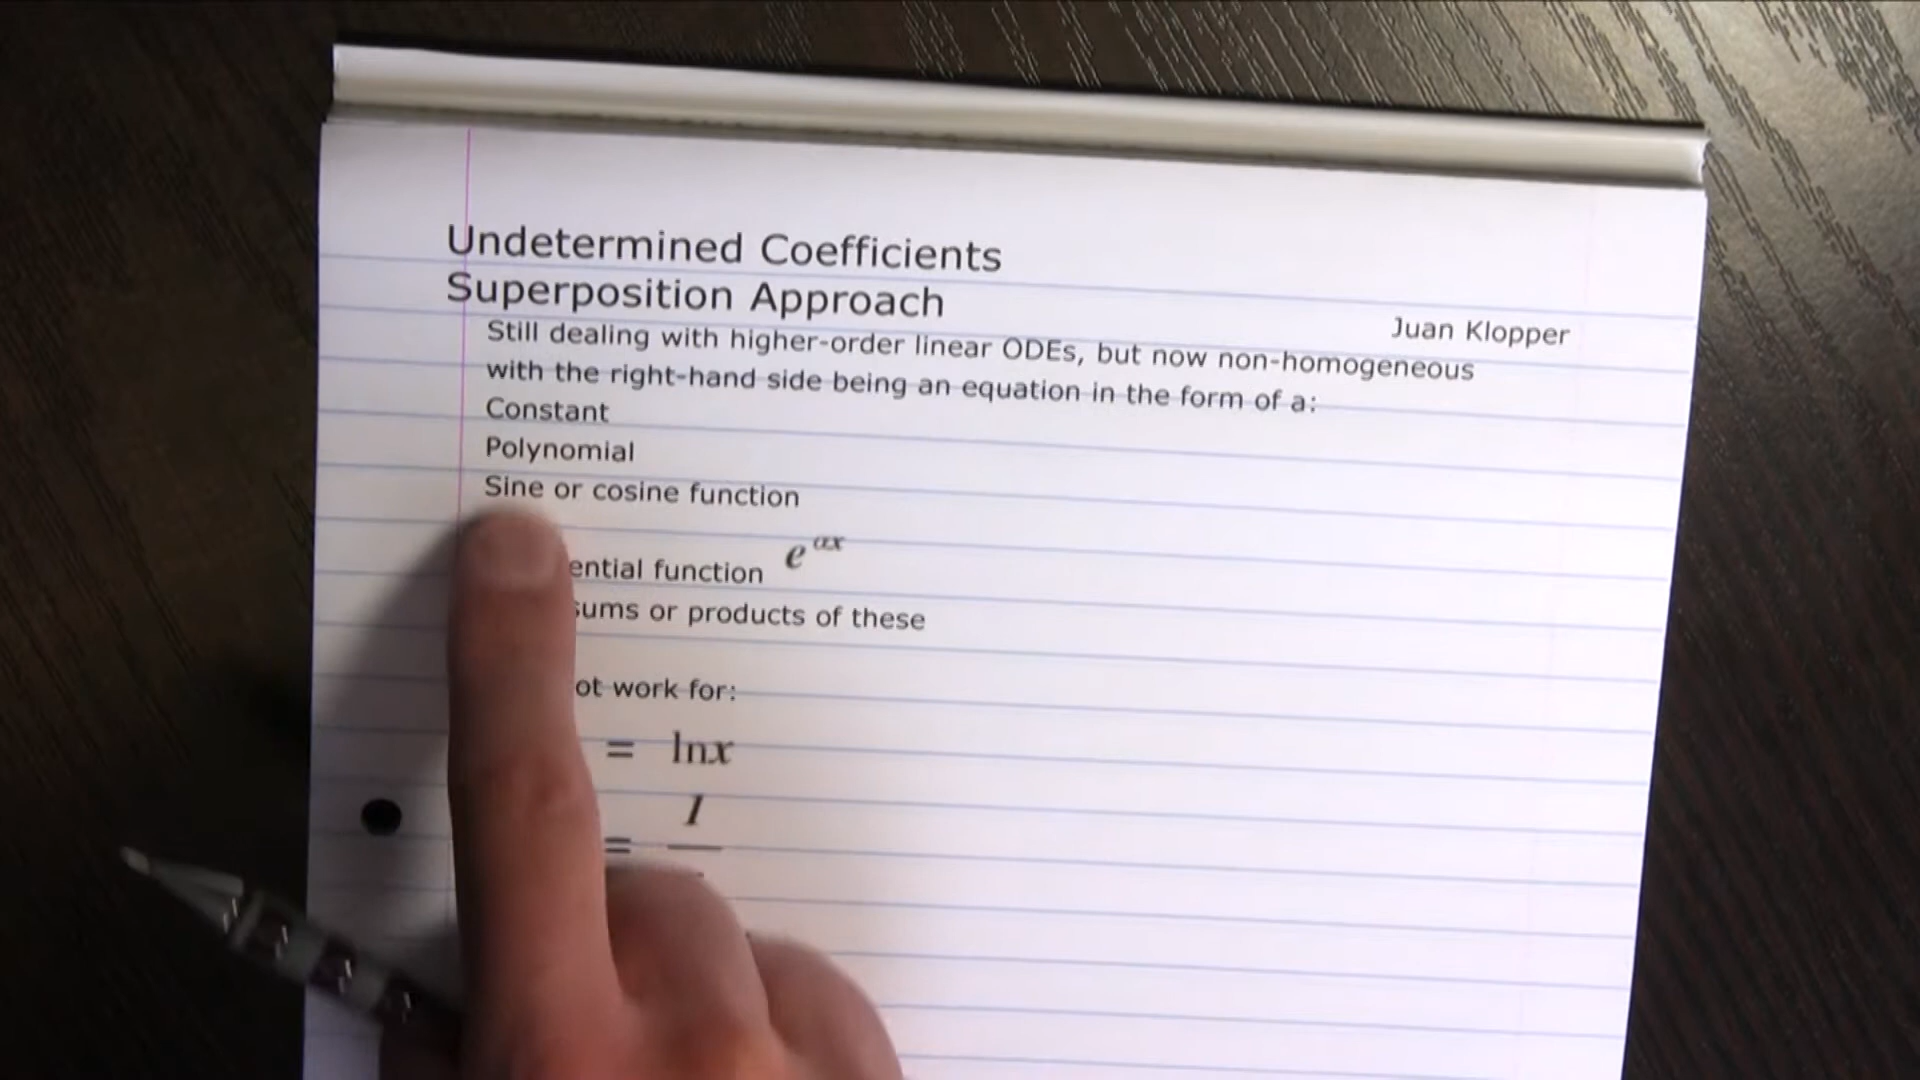 Undetermined Coefficients
Superposition Approach
Juan Klopper
Still dealing with higher-order linear ODEs, but now non-homogeneous
with the right-hand side being an equation in the form of a:
Constant
Polynomial
Sine or cosine function
ential function e^{αx}
sums or products of these
ot work for:
= lnx
= 1